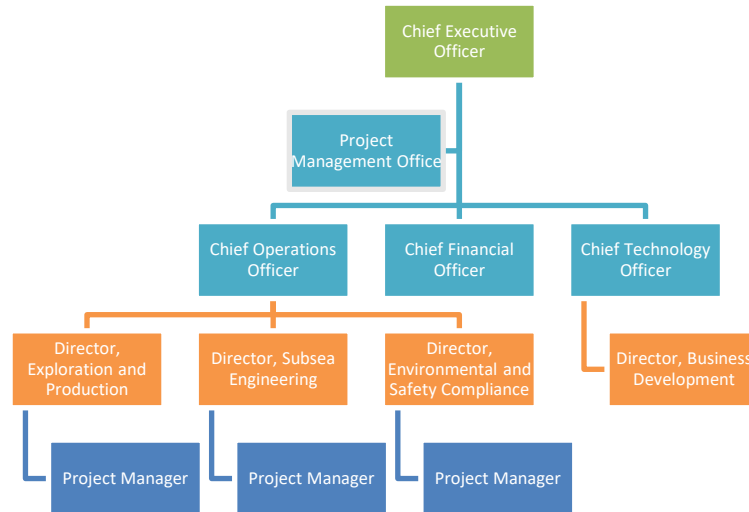 Chief Executive
Officer
Project
Management Office
Chief Operations
Officer
Chief Financial
Officer
Chief Technology
Officer
Director,
Exploration and
Production
Director, Subsea
Engineering
Director,
Environmental and
Safety Compliance
Director, Business
Development
Project Manager
Project Manager
Project Manager